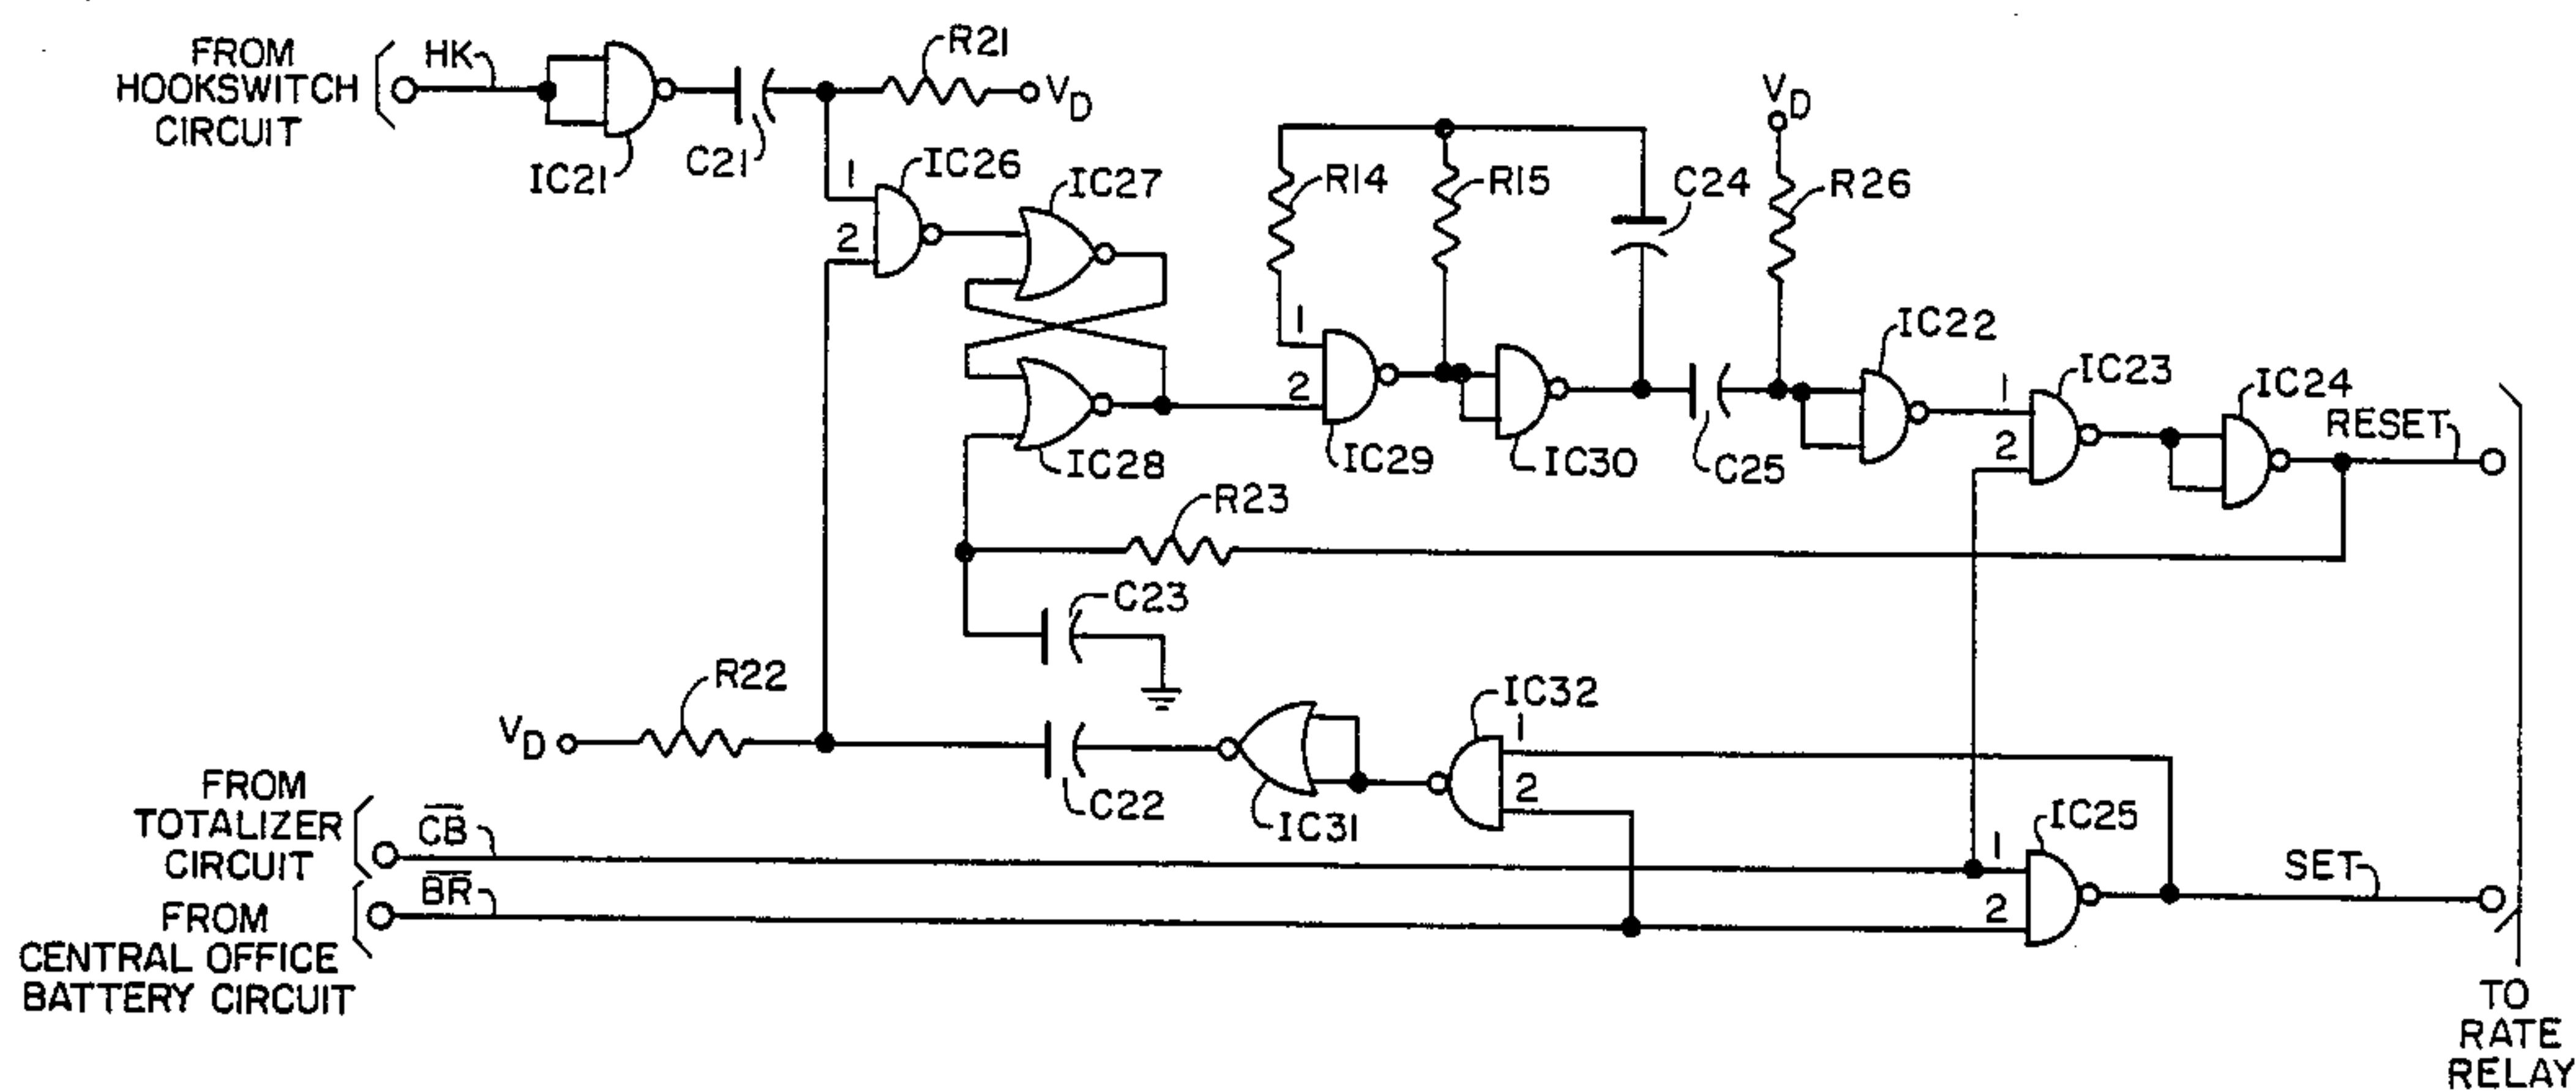 FROM
HOOKSWITCH
CIRCUIT
HK
IC21
C21
R21
VD
1
2
IC26
IC27
IC28
R14
R15
C24
VD
R26
1
2
IC29
IC30
C25
IC22
1
2
IC23
IC24
RESET
R23
C23
R22
VD
C22
IC31
IC32
1
2
FROM
TOTALIZER
CIRCUIT
C̅B̅
B̅R̅
FROM
CENTRAL OFFICE
BATTERY CIRCUIT
1
2
IC25
SET
TO
RATE
RELAY